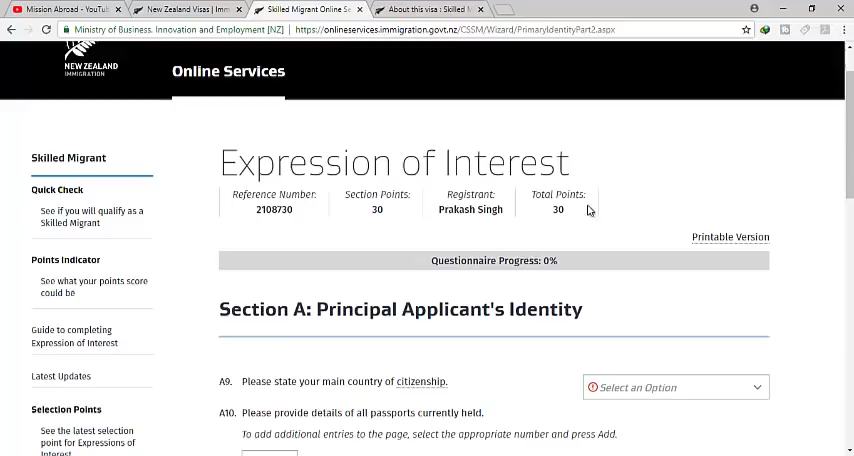 Mission Abroad - YouTub
New Zealand Visas | Imm
Skilled Migrant Online Se
About this visa : Skilled M
Ministry of Business, Innovation and Employment [NZ] | https://onlineservices.immigration.govt.nz/CSSM/Wizard/PrimaryIdentityPart2.aspx
NEW ZEALAND
IMMIGRATION
Online Services
Skilled Migrant
Quick Check
See if you will qualify as a
Skilled Migrant
Points Indicator
See what your points score
could be
Guide to completing
Expression of Interest
Latest Updates
Selection Points
See the latest selection
point for Expressions of
Interest
Expression of Interest
Reference Number: Section Points: Registrant: Total Points:
2108730 30 Prakash Singh 30
Printable Version
Questionnaire Progress: 0%
Section A: Principal Applicant's Identity
A9. Please state your main country of citizenship. Select an Option
A10. Please provide details of all passports currently held.
To add additional entries to the page, select the appropriate number and press Add.